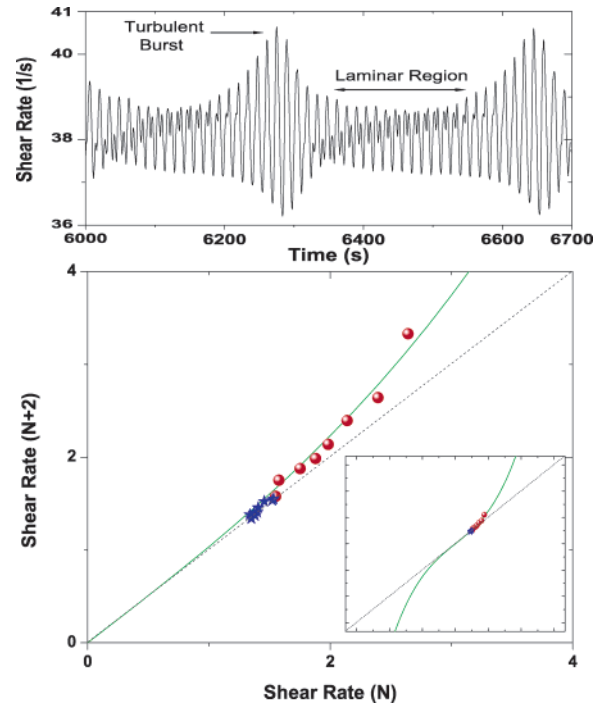 41
40
38
36
Shear Rate (1/s)
Turbulent
Burst
Laminar Region
6000
6200
6400
6600
6700
Time (s)
4
2
0
Shear Rate (N+2)
0
2
4
Shear Rate (N)